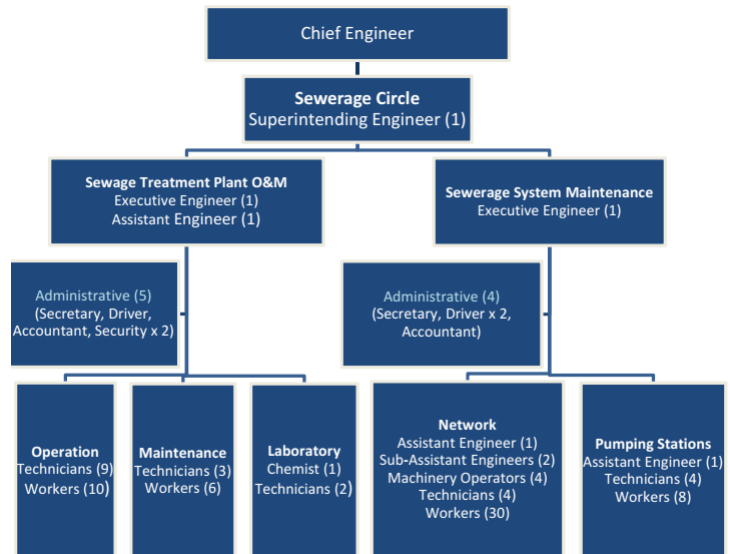 Chief Engineer
Sewerage Circle
Superintending Engineer (1)
Sewage Treatment Plant O&M
Executive Engineer (1)
Assistant Engineer (1)
Sewerage System Maintenance
Executive Engineer (1)
Administrative (5)
(Secretary, Driver,
Accountant, Security x 2)
Administrative (4)
(Secretary, Driver x 2,
Accountant)
Operation
Technicians (9)
Workers (10)
Maintenance
Technicians (3)
Workers (6)
Laboratory
Chemist (1)
Technicians (2)
Network
Assistant Engineer (1)
Sub-Assistant Engineers (2)
Machinery Operators (4)
Technicians (4)
Workers (30)
Pumping Stations
Assistant Engineer (1)
Technicians (4)
Workers (8)